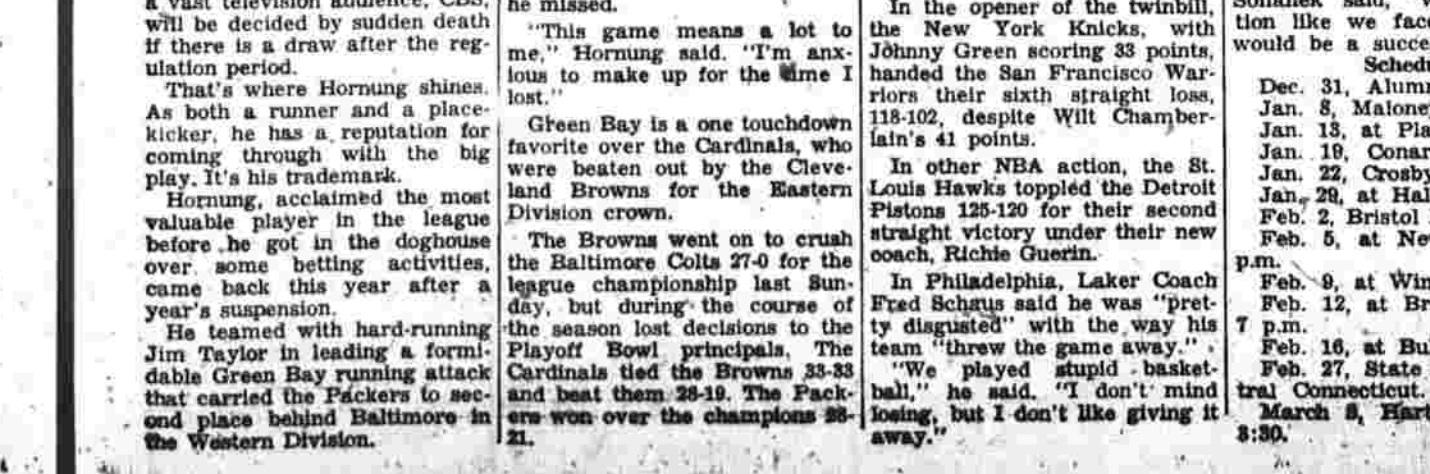 a vast television audience, CBS,
will be decided by sudden death
if there is a draw after the reg-
ulation period.
That's where Hornung shines.
As both a runner and a place-
kicker, he has a reputation for
coming through with the big
play. It's his trademark.
Hornung, acclaimed the most
valuable player in the league
before he got in the doghouse
over some betting activities,
came back this year after a
year's suspension.
He teamed with hard-running
Jim Taylor in leading a formi-
dable Green Bay running attack
that carried the Packers to sec-
ond place behind Baltimore in
the Western Division.
he missed.
"This game means a lot to
me," Hornung said. "I'm anx-
ious to make up for the time I
lost."
Green Bay is a one touchdown
favorite over the Cardinals, who
were beaten out by the Cleve-
land Browns for the Eastern
Division crown.
The Browns went on to crush
the Baltimore Colts 27-0 for the
league championship last Sun-
day, but during the course of
the season lost decisions to the
Playoff Bowl principals. The
Cardinals tied the Browns 33-33
and beat them 28-19. The Pack-
ers won over the champions 28-
21.
In the opener of the twinbill,
the New York Knicks, with
Johnny Green scoring 33 points,
handed the San Francisco War-
riors their sixth straight loss,
118-102, despite Wilt Chamber-
lain's 41 points.
In other NBA action, the St.
Louis Hawks toppled the Detroit
Pistons 125-120 for their second
straight victory under their new
coach, Richie Guerin.
In Philadelphia, Laker Coach
Fred Schaus said he was "pret-
ty disgusted" with the way his
team "threw the game away."
"We played stupid basket-
ball," he said. "I don't mind
losing, but I don't like giving it
away."
tion like we fac
would be a succe
Sched
Dec. 31, Alum
Jan. 8, Malone
Jan. 13, at Pla
Jan. 19, Conar
Jan. 22, Crosby
Jan. 29, at Hal
Feb. 2, Bristol
Feb. 5, at Ne
p.m.
Feb. 9, at Win
Feb. 12, at Br
7 p.m.
Feb. 16, at Bu
Feb. 27, State
tral Connecticut.
March 8, Hart
8:30.